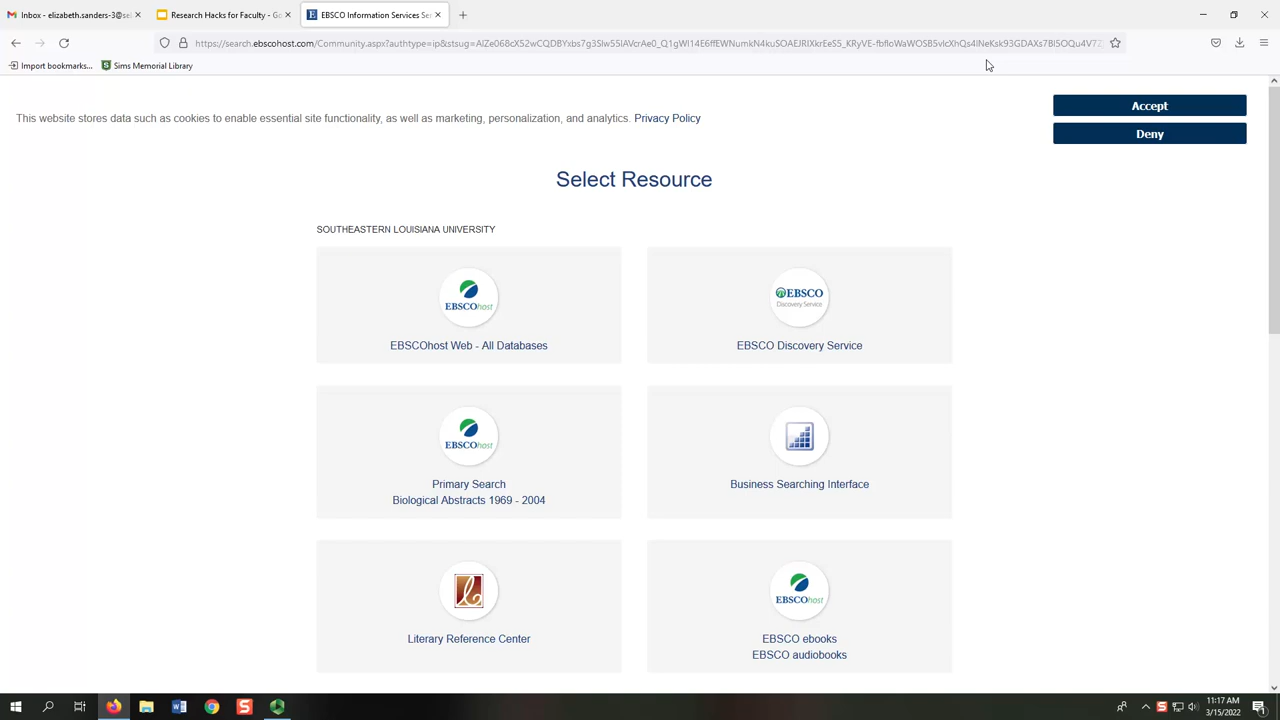 Inbox - elizabeth.sanders-3@sel
Research Hacks for Faculty - Go
EBSCO Information Services Se
Import bookmarks...
Sims Memorial Library
This website stores data such as cookies to enable essential site functionality, as well as marketing, personalization, and analytics. Privacy Policy
Accept
Deny
Select Resource
SOUTHEASTERN LOUISIANA UNIVERSITY
EBSCOhost
EBSCOhost Web - All Databases
EBSCO
Discovery Service
EBSCO Discovery Service
EBSCOhost
Primary Search
Biological Abstracts 1969 - 2004
Business Searching Interface
Literary Reference Center
EBSCOhost
EBSCO ebooks
EBSCO audiobooks
11:17 AM
3/15/2022